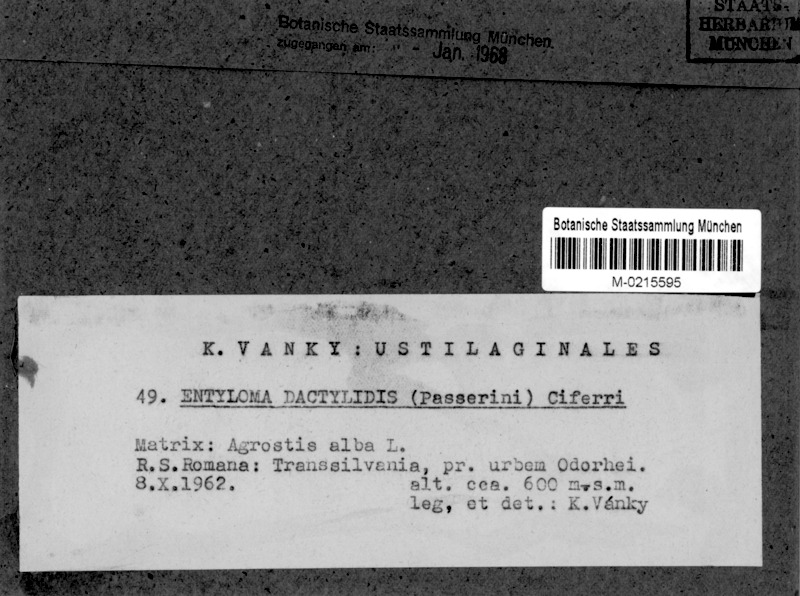 Botanische Staatssammlung München.
zugegangen am: Jan. 1968
STAATS-
HERBARIUM
MÜNCHEN
Botanische Staatssammlung München
M-0215595
K. VANKY: USTILAGINALES
49. ENTYLOMA DACTYLIDIS (Passerini) Ciferri
Matrix: Agrostis alba L.
R.S.Romana: Transsilvania, pr. urbem Odorhei.
8.X.1962. alt. cca. 600 m.s.m.
leg, et det.: K.Vánky